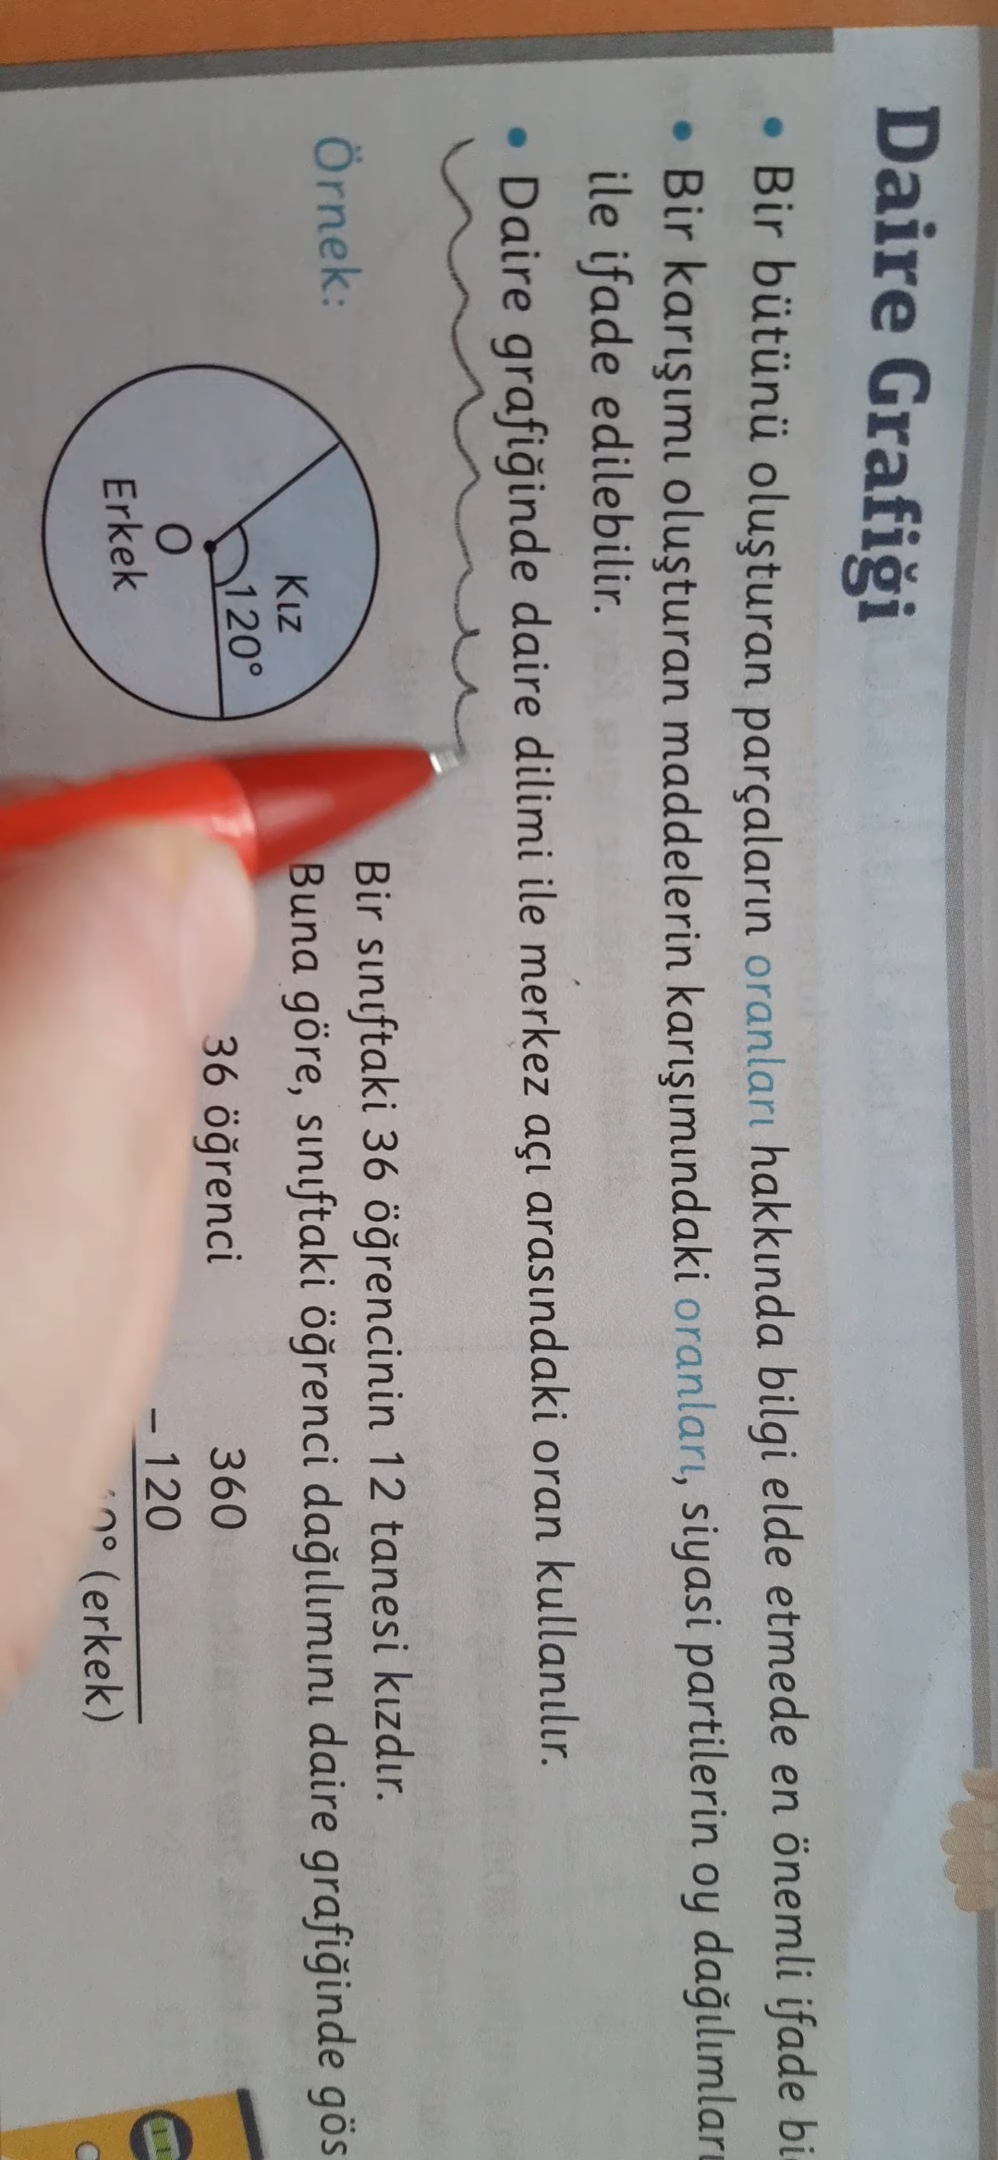 Daire Grafiği
• Bir bütünü oluşturan parçaların oranları hakkında bilgi elde etmede en önemli ifade
• Bir karışımı oluşturan maddelerin karışımındaki oranları, siyasi partilerin oy dağılımları
ile ifade edilebilir.
• Daire grafiğinde daire dilimi ile merkez açı arasındaki oran kullanılır.
Örnek:
Kız
120°
O
Erkek
Bir sınıftaki 36 öğrencinin 12 tanesi kızdır.
Buna göre, sınıftaki öğrenci dağılımını daire grafiğinde
36 öğrenci
360
– 120
(erkek)